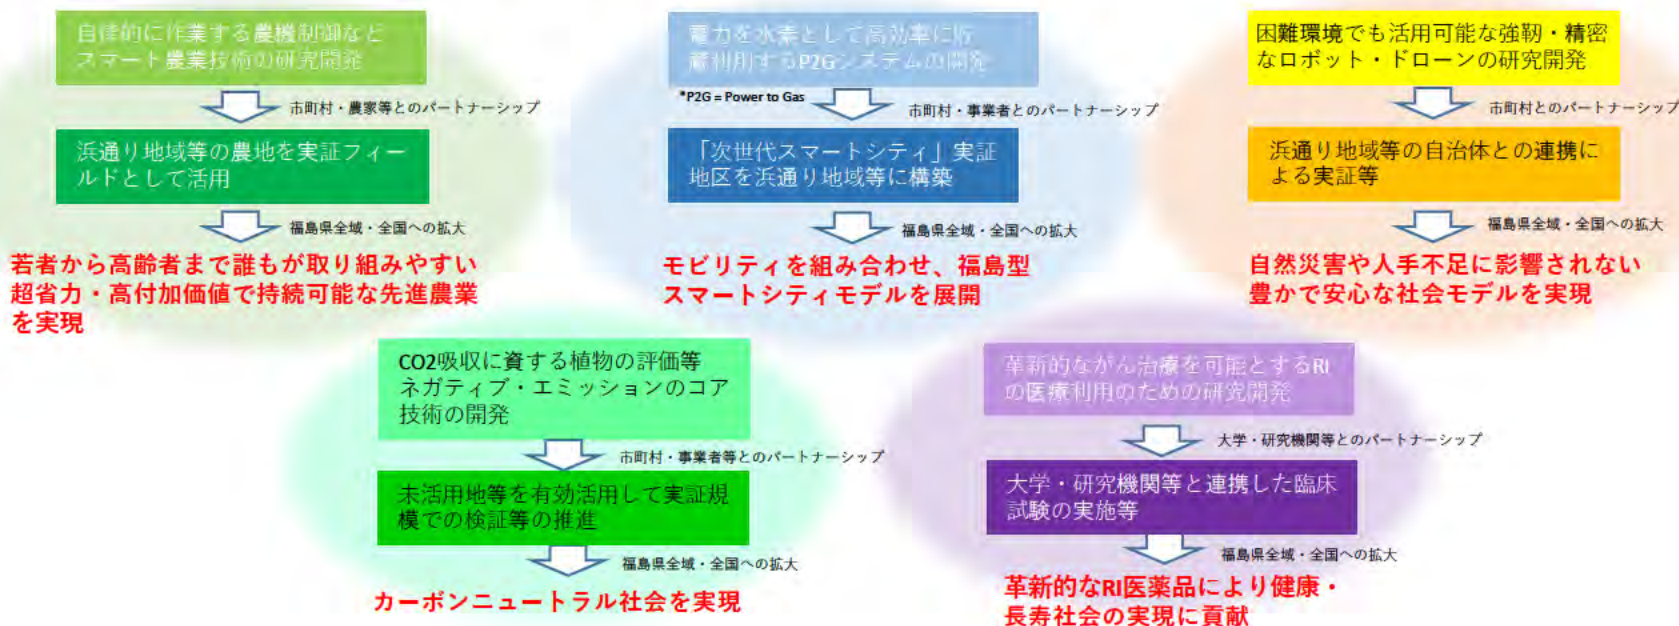 自律的に作業する農機制御など
スマート農業技術の研究開発
市町村・農家等とのパートナーシップ
浜通り地域等の農地を実証フィー
ルドとして活用
福島県全域・全国への拡大
若者から高齢者まで誰もが取り組みやすい
超省力・高付加価値で持続可能な先進農業
を実現
電力を水素として高効率に貯
蔵利用するP2Gシステムの開発
*P2G = Power to Gas
市町村・事業者とのパートナーシップ
「次世代スマートシティ」実証
地区を浜通り地域等に構築
福島県全域・全国への拡大
モビリティを組み合わせ、福島型
スマートシティモデルを展開
困難環境でも活用可能な強靭・精密
なロボット・ドローンの研究開発
市町村とのパートナーシップ
浜通り地域等の自治体との連携に
よる実証等
福島県全域・全国への拡大
自然災害や人手不足に影響されない
豊かで安心な社会モデルを実現
CO2吸収に資する植物の評価等
ネガティブ・エミッションのコア
技術の開発
市町村・事業者等とのパートナーシップ
未活用地等を有効活用して実証規
模での検証等の推進
福島県全域・全国への拡大
カーボンニュートラル社会を実現
革新的ながん治療を可能とするRI
の医療利用のための研究開発
大学・研究機関等とのパートナーシップ
大学・研究機関等と連携した臨床
試験の実施等
福島県全域・全国への拡大
革新的なRI医薬品により健康・
長寿社会の実現に貢献